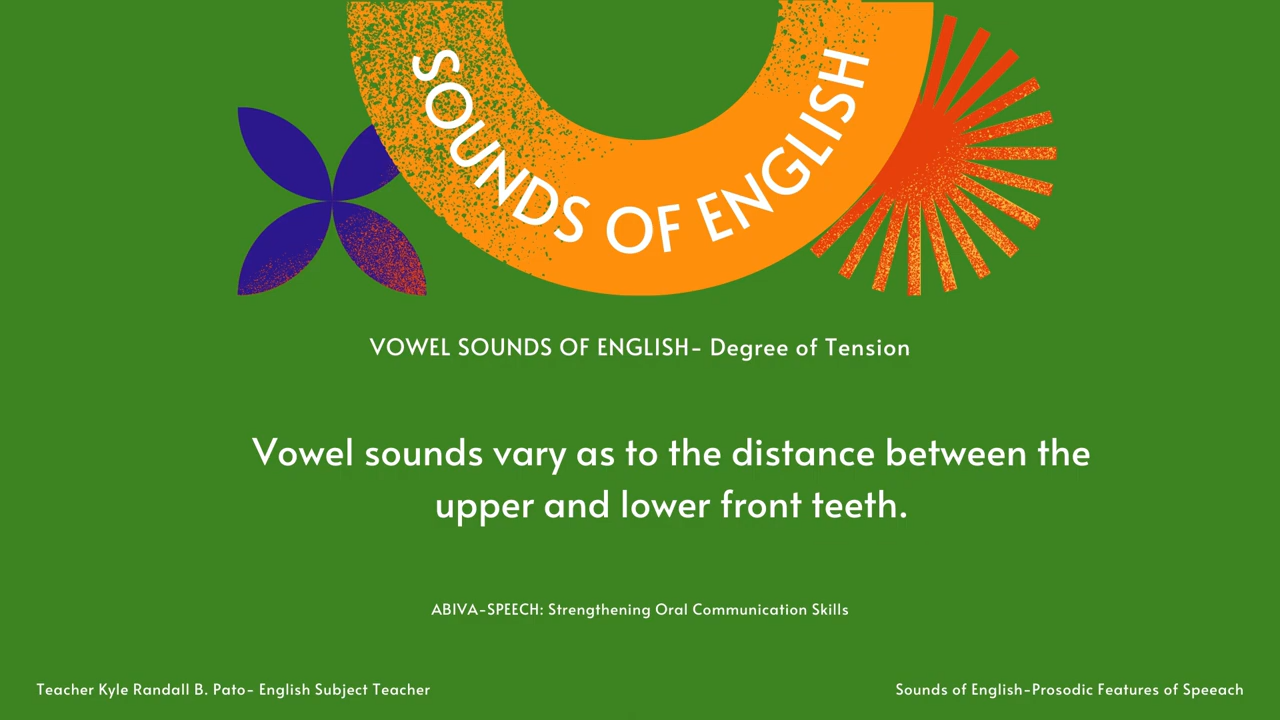 SOUNDS OF ENGLISH
VOWEL SOUNDS OF ENGLISH- Degree of Tension
Vowel sounds vary as to the distance between the
upper and lower front teeth.
ABIVA-SPEECH: Strengthening Oral Communication Skills
Teacher Kyle Randall B. Pato- English Subject Teacher
Sounds of English-Prosodic Features of Speeach